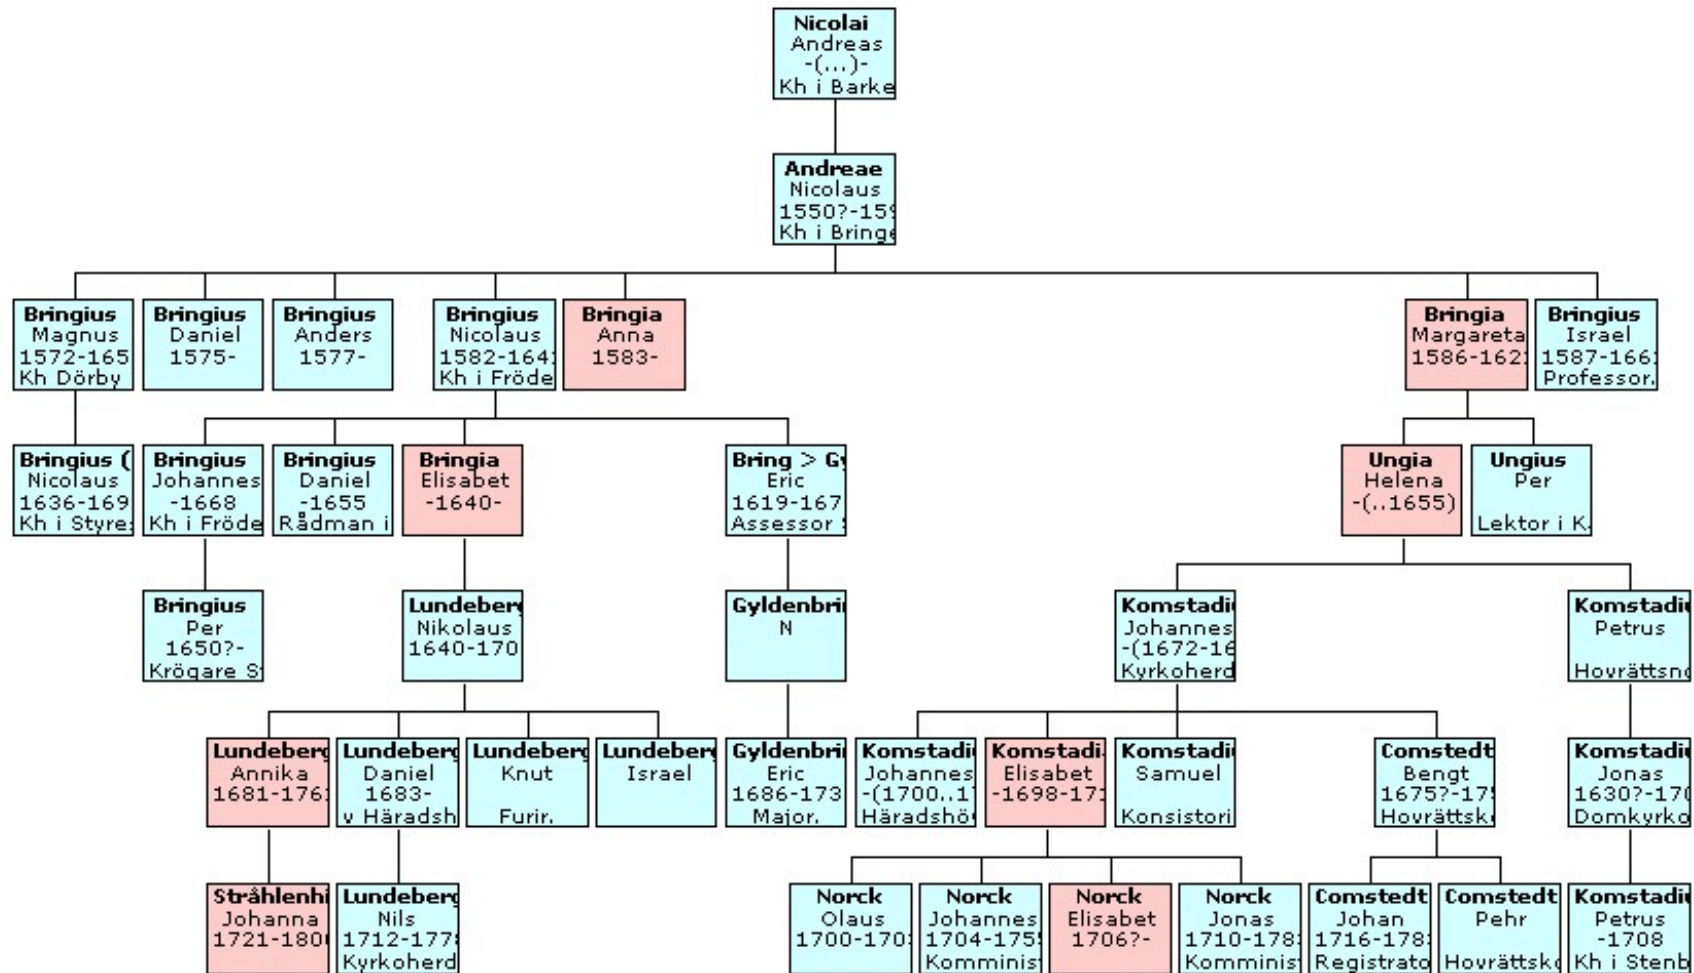 Nicolai
Andreas
-(...)-
Kh i Barke
Andreae
Nicolaus
1550?-159
Kh i Bringe
Bringius
Magnus
1572-165
Kh Dörby
Bringius
Daniel
1575-
Bringius
Anders
1577-
Bringius
Nicolaus
1582-164
Kh i Fröde
Bringia
Anna
1583-
Bringia
Margareta
1586-162
Bringius
Israel
1587-166
Professor.
Bringius (
Nicolaus
1636-169
Kh i Styre
Bringius
Johannes
-1668
Kh i Fröde
Bringius
Daniel
-1655
Rådman i
Bringia
Elisabet
-1640-
Bring > Gy
Eric
1619-167
Assessor
Ungia
Helena
-(..1655)
Ungius
Per
Lektor i K
Bringius
Per
1650?-
Krögare S
Lundeberg
Nikolaus
1640-170
Gyldenbri
N
Komstadi
Johannes
-(1672-16
Kyrkoherd
Komstadi
Petrus
Hovrättsno
Lundeberg
Annika
1681-176
Lundeberg
Daniel
1683-
v Häradsh
Lundeberg
Knut
Furir.
Lundeberg
Israel
Gyldenbri
Eric
1686-173
Major.
Komstadi
Johannes
-(1700..1
Häradshö
Komstadi
Elisabet
-1698-17
Komstadi
Samuel
Konsistori
Comstedt
Bengt
1675?-17
Hovrättsk
Komstadi
Jonas
1630?-170
Domkyrko
Stråhlenhi
Johanna
1721-180
Lundeberg
Nils
1712-177
Kyrkoherd
Norck
Olaus
1700-170
Norck
Johannes
1704-175
Komminis
Norck
Elisabet
1706?-
Norck
Jonas
1710-178
Komminis
Comstedt
Johan
1716-178
Registrato
Comstedt
Pehr
Hovrättsko
Komstadi
Petrus
-1708
Kh i Stenb